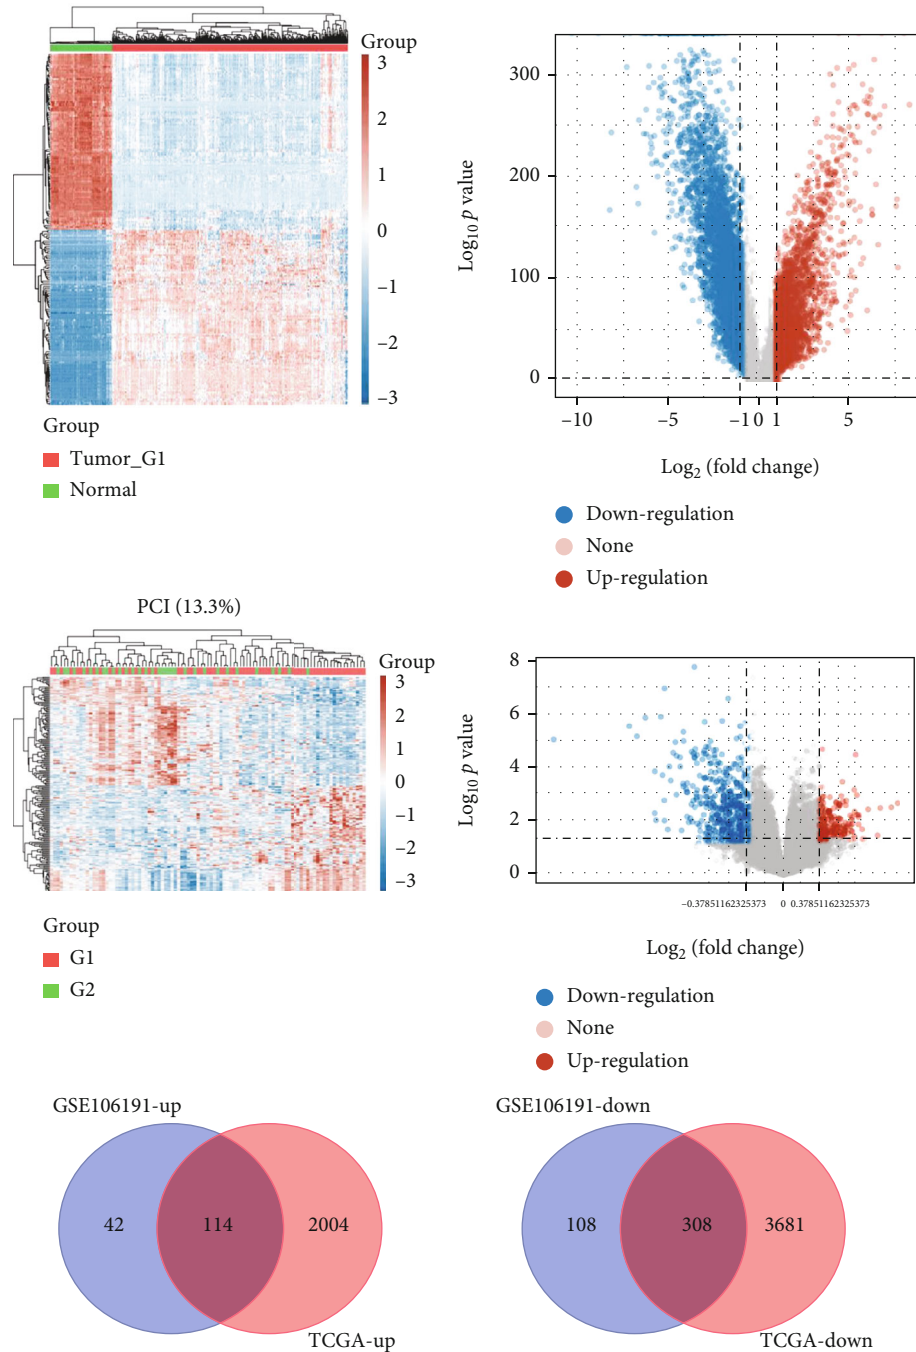 Group
3
2
1
0
−1
−2
−3
Group
Tumor_G1
Normal
Log10 p value
300
200
100
0
−10
−5
−1
0
1
5
Log2 (fold change)
Down-regulation
None
Up-regulation
PCI (13.3%)
Group
3
2
1
0
−1
−2
−3
Group
G1
G2
Log10 p value
8
6
4
2
0
−0.37851162325373
0
0.37851162325373
Log2 (fold change)
Down-regulation
None
Up-regulation
GSE106191-up
42
114
2004
TCGA-up
GSE106191-down
108
308
3681
TCGA-down